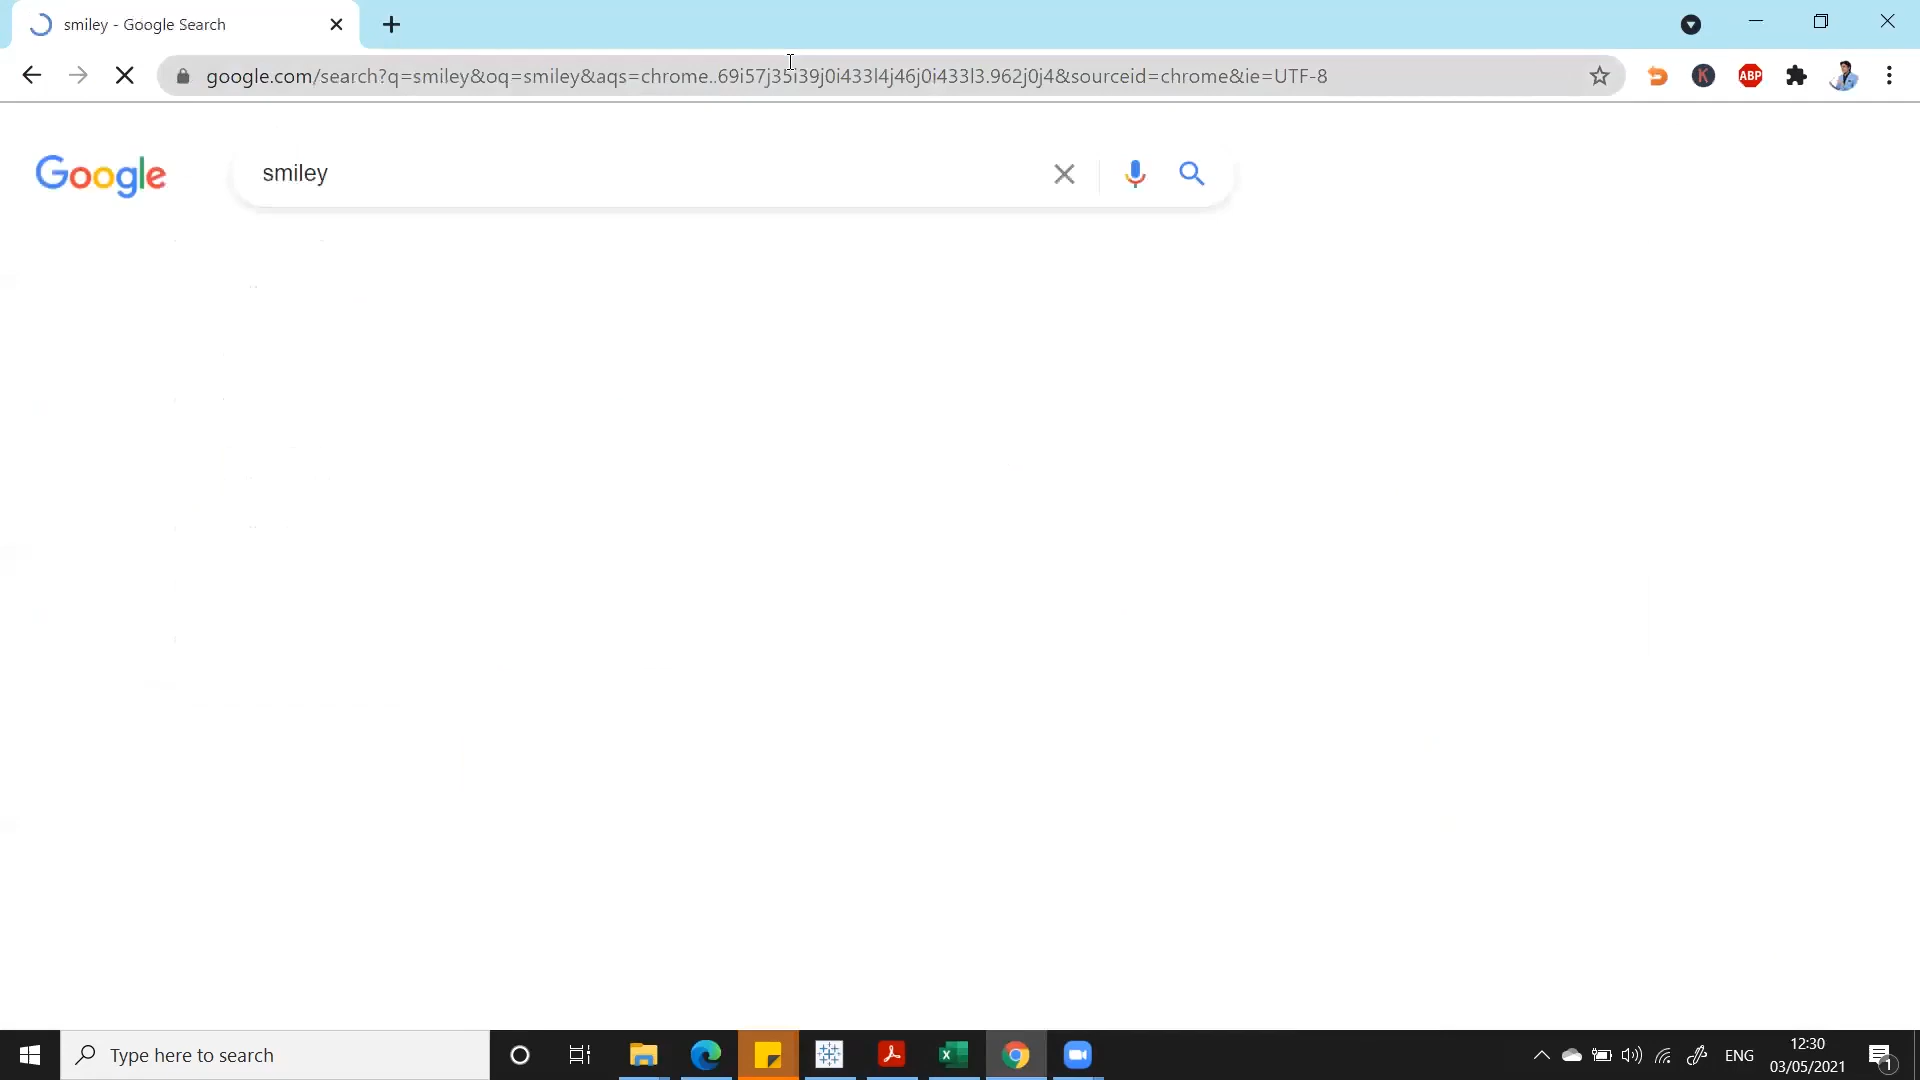 smiley - Google Search
google.com/search?q=smiley&oq=smiley&aqs=chrome..69i57j35i39j0i433l4j46j0i433l3.962j0j4&sourceid=chrome&ie=UTF-8
K
ABP
Google
smiley
Type here to search
ENG
12:30
03/05/2021
1